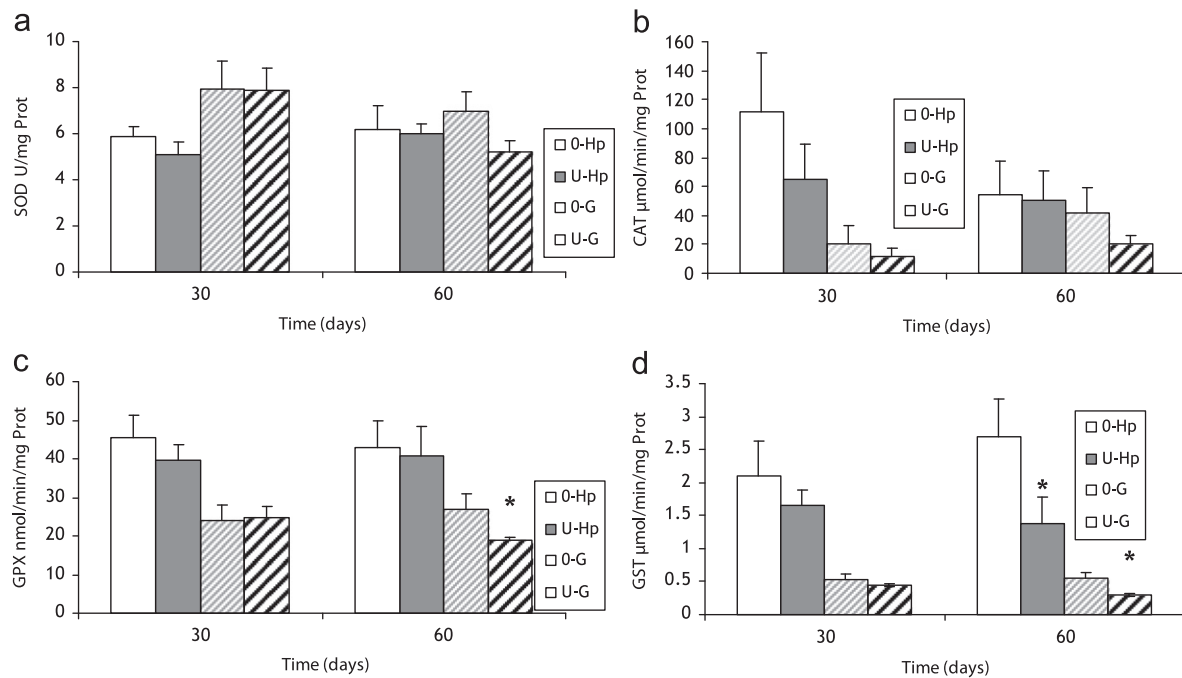 a
10
8
6
4
2
0
SOD U/mg Prot
30
60
Time (days)
0-Hp
U-Hp
0-G
U-G
b
160
140
120
100
80
60
40
20
0
CAT µmol/min/mg Prot
30
60
Time (days)
0-Hp
U-Hp
0-G
U-G
c
60
50
40
30
20
10
0
GPX nmol/min/mg Prot
*
30
60
Time (days)
0-Hp
U-Hp
0-G
U-G
d
3.5
3
2.5
2
1.5
1
0.5
0
GST µmol/min/mg Prot
*
*
30
60
Time (days)
0-Hp
U-Hp
0-G
U-G